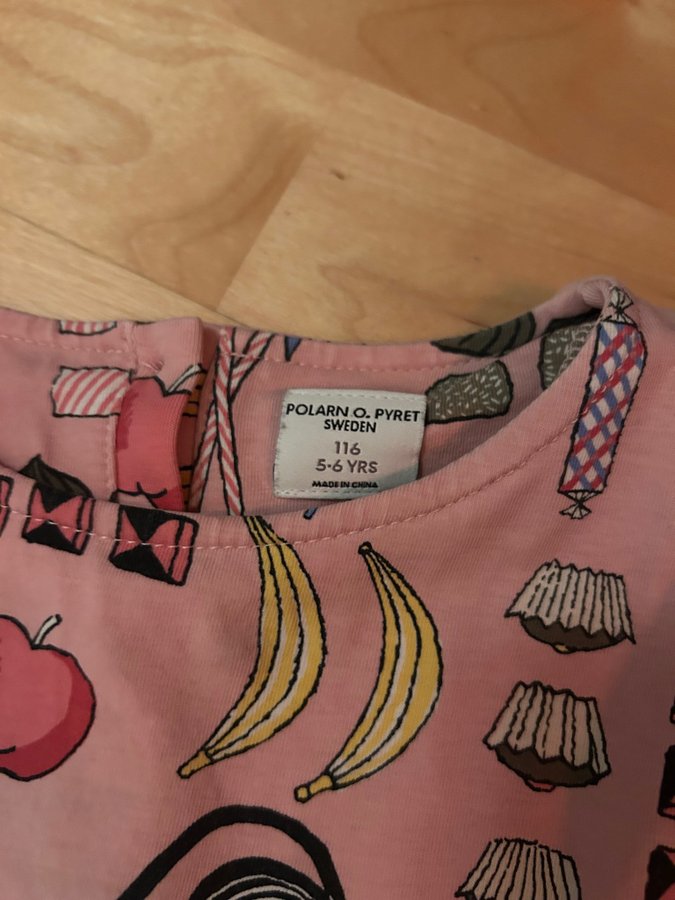 POLARN O. PYRET
SWEDEN
116
5-6 YRS
MADE IN CHINA